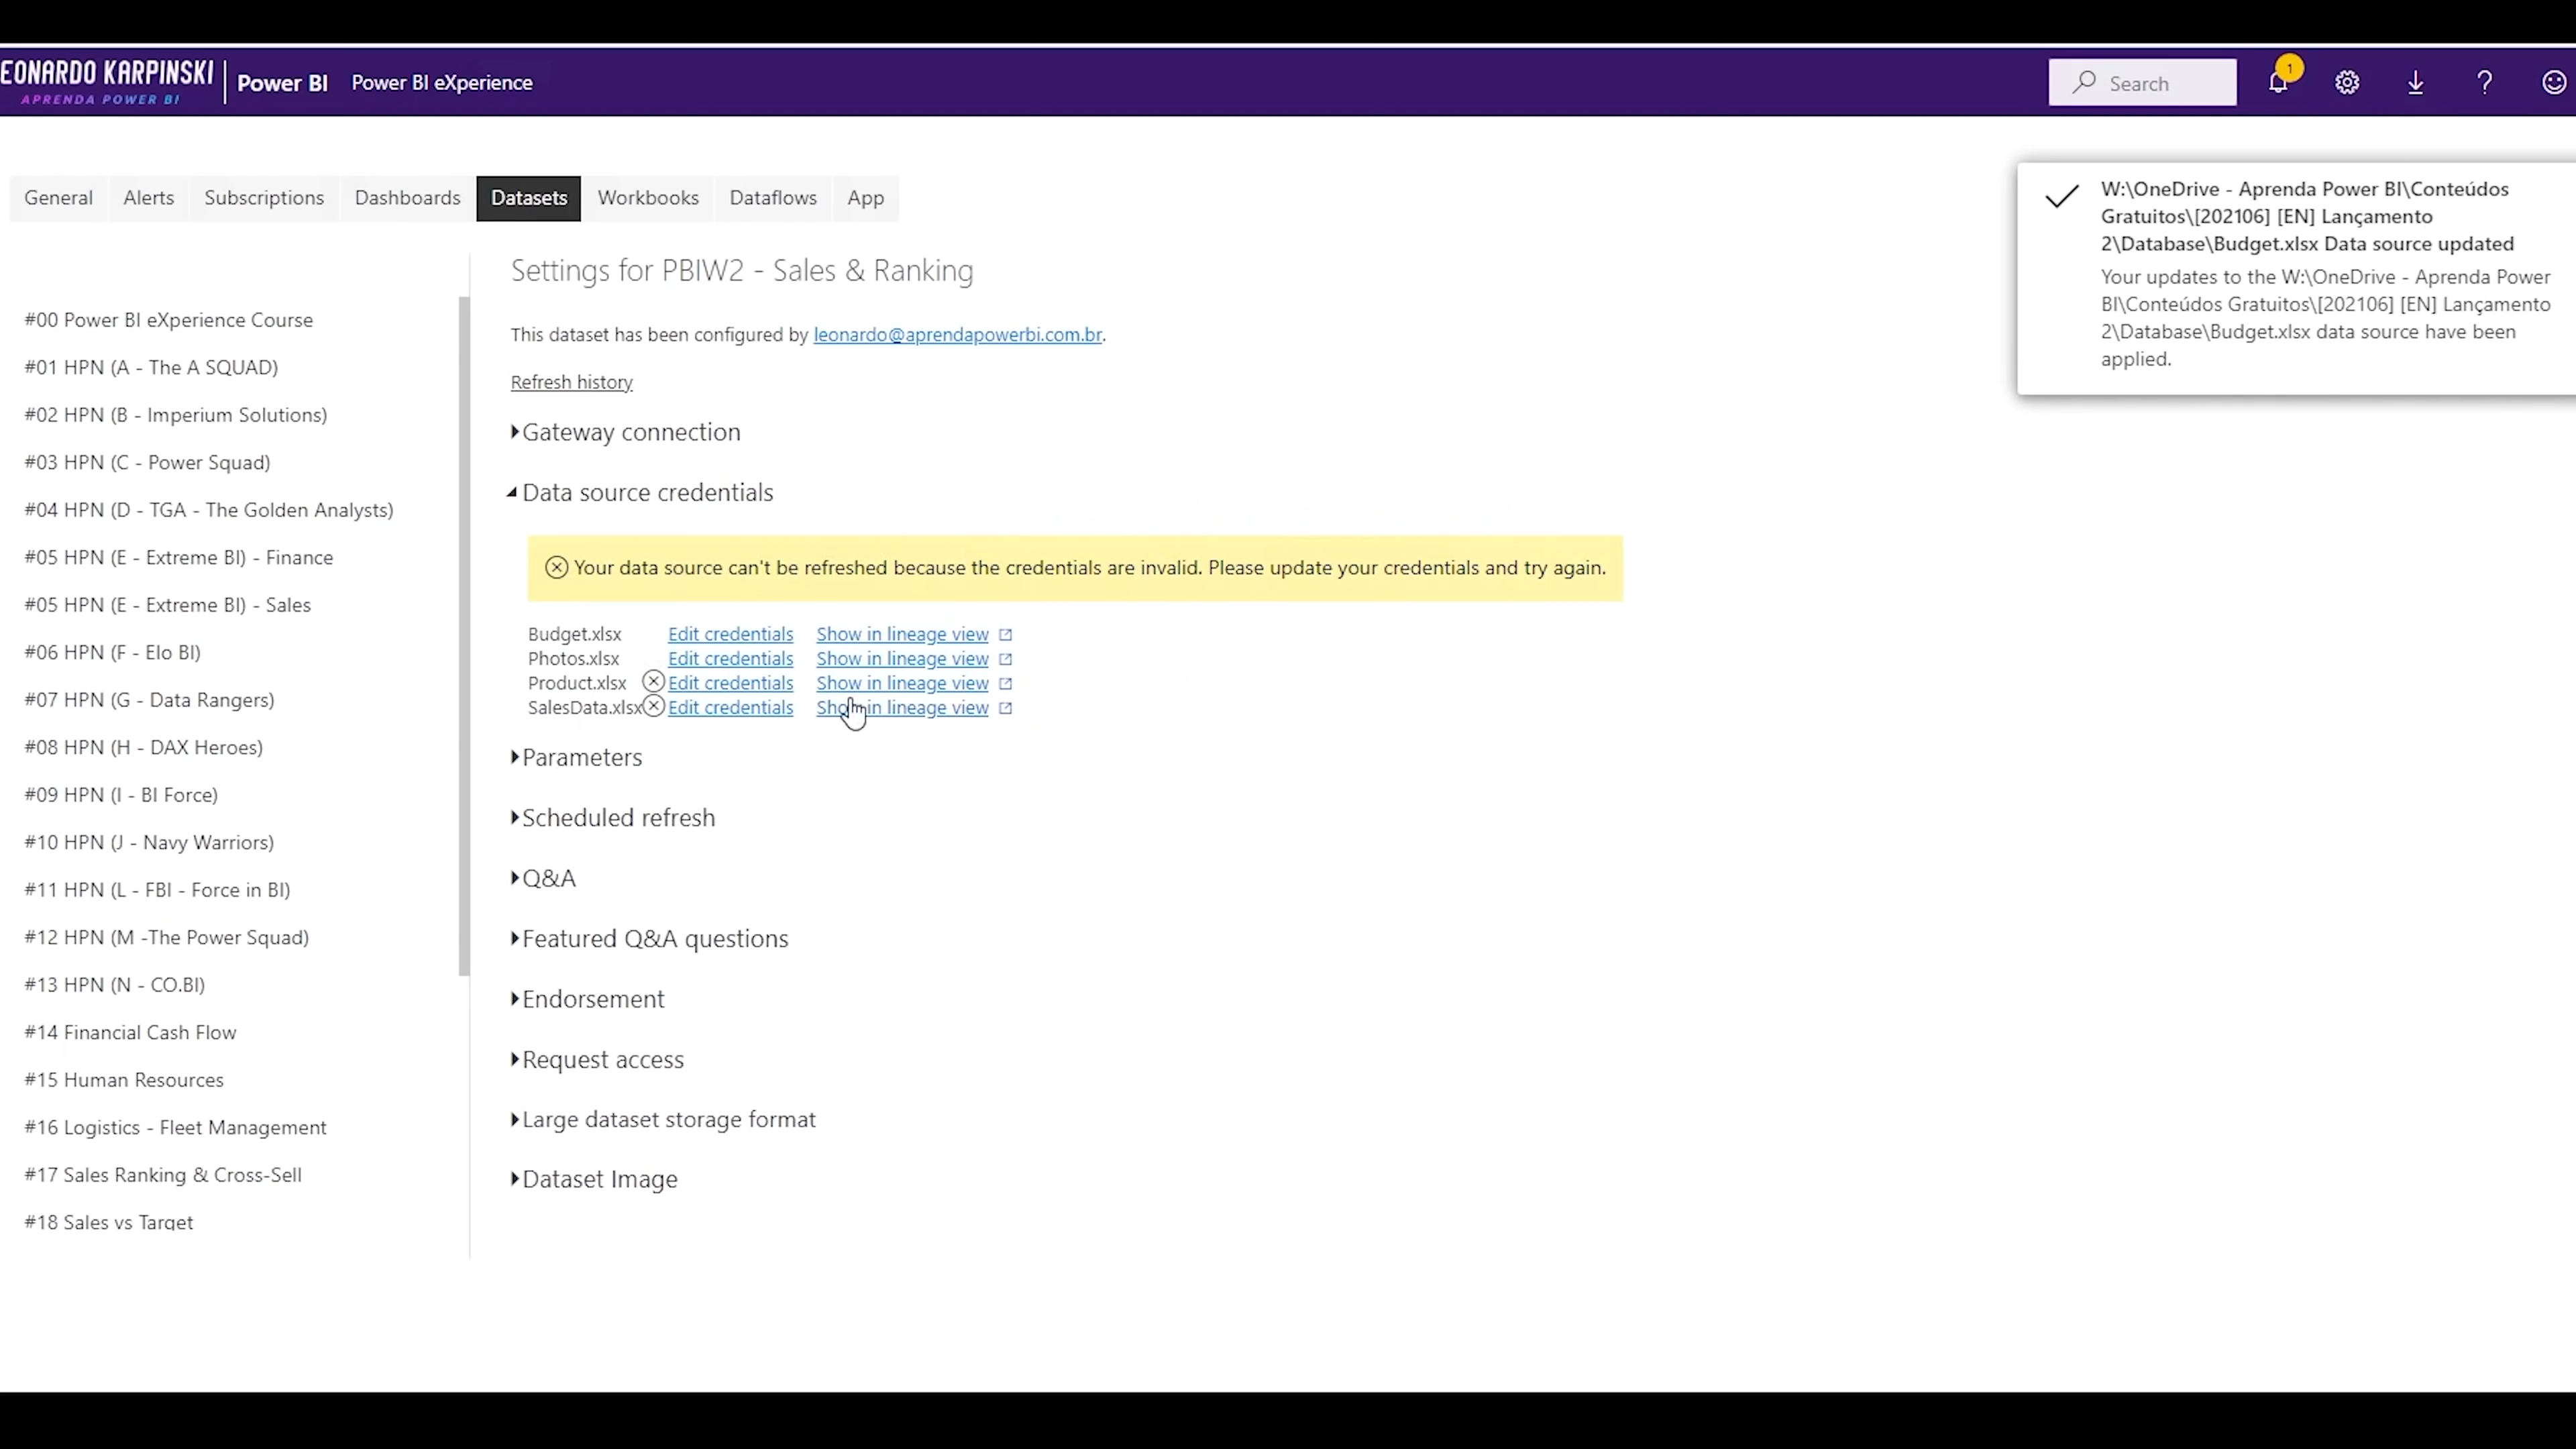 EONARDO KARPINSKI
APRENDA POWER BI
Power BI
Power BI eXperience
Search
1
General
Alerts
Subscriptions
Dashboards
Datasets
Workbooks
Dataflows
App
W:\OneDrive - Aprenda Power BI\Conteúdos
Gratuitos\[202106] [EN] Lançamento
2\Database\Budget.xlsx Data source updated
Your updates to the W:\OneDrive - Aprenda Power
BI\Conteúdos Gratuitos\[202106] [EN] Lançamento
2\Database\Budget.xlsx data source have been
applied.
#00 Power BI eXperience Course
#01 HPN (A - The A SQUAD)
#02 HPN (B - Imperium Solutions)
#03 HPN (C - Power Squad)
#04 HPN (D - TGA - The Golden Analysts)
#05 HPN (E - Extreme BI) - Finance
#05 HPN (E - Extreme BI) - Sales
#06 HPN (F - Elo BI)
#07 HPN (G - Data Rangers)
#08 HPN (H - DAX Heroes)
#09 HPN (I - BI Force)
#10 HPN (J - Navy Warriors)
#11 HPN (L - FBI - Force in BI)
#12 HPN (M -The Power Squad)
#13 HPN (N - CO.BI)
#14 Financial Cash Flow
#15 Human Resources
#16 Logistics - Fleet Management
#17 Sales Ranking & Cross-Sell
#18 Sales vs Target
Settings for PBIW2 - Sales & Ranking
This dataset has been configured by leonardo@aprendapowerbi.com.br.
Refresh history
Gateway connection
Data source credentials
Your data source can't be refreshed because the credentials are invalid. Please update your credentials and try again.
Budget.xlsx Edit credentials Show in lineage view
Photos.xlsx Edit credentials Show in lineage view
Product.xlsx Edit credentials Show in lineage view
SalesData.xlsx Edit credentials Show in lineage view
Parameters
Scheduled refresh
Q&A
Featured Q&A questions
Endorsement
Request access
Large dataset storage format
Dataset Image